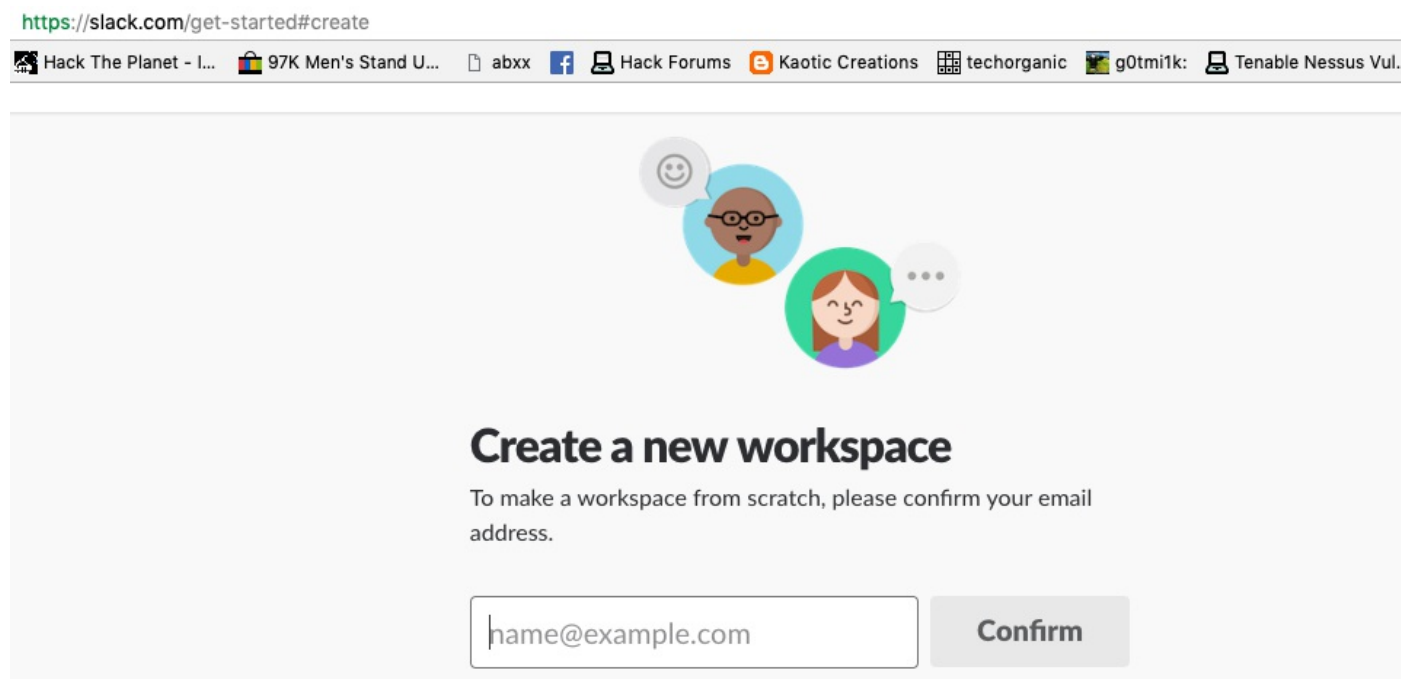 https://slack.com/get-started#create
Hack The Planet - I... 97K Men's Stand U... abxx Hack Forums Kaotic Creations techorganic g0tmi1k: Tenable Nessus Vul..
Create a new workspace
To make a workspace from scratch, please confirm your email
address.
name@example.com Confirm